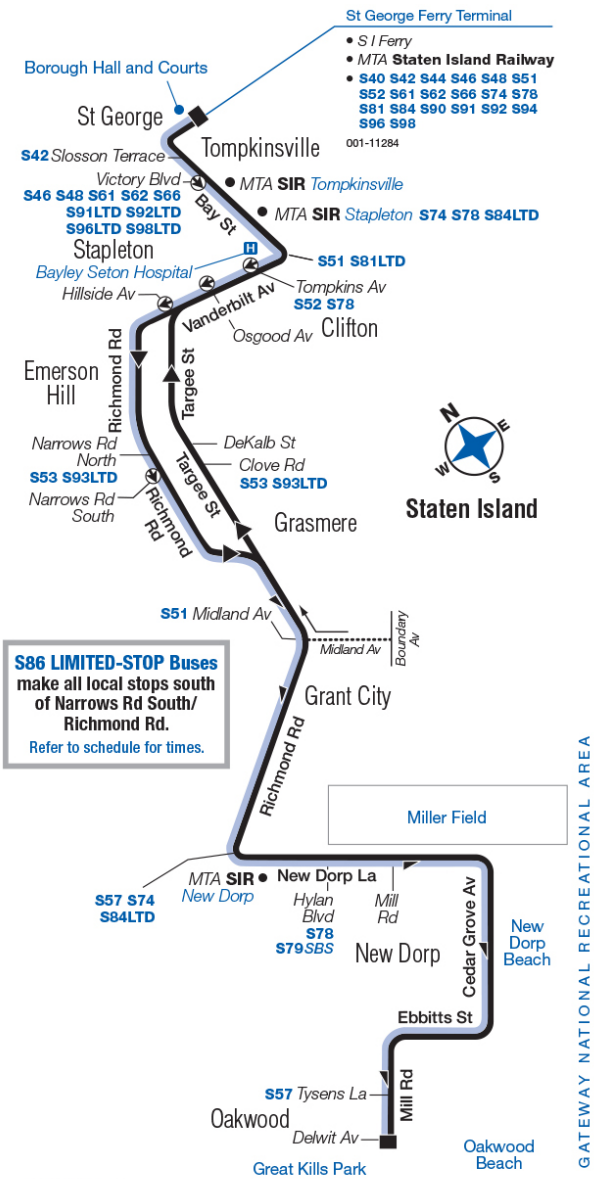 St George Ferry Terminal
• S I Ferry
• MTA Staten Island Railway
• S40 S42 S44 S46 S48 S51
S52 S61 S62 S66 S74 S78
S81 S84 S90 S91 S92 S94
S96 S98
001-11284
Borough Hall and Courts
St George
Tompkinsville
S42 Slosson Terrace
Victory Blvd
S46 S48 S61 S62 S66
S91LTD S92LTD
S96LTD S98LTD
• MTA SIR Tompkinsville
Bay St
• MTA SIR Stapleton S74 S78 S84LTD
Stapleton
H
Bayley Seton Hospital
S51 S81LTD
Hillside Av
Tompkins Av
S52 S78
Vanderbilt Av
Osgood Av
Clifton
Richmond Rd
Targee St
Emerson
Hill
N
E
W
S
Staten Island
Narrows Rd
North
S53 S93LTD
Narrows Rd
South
DeKalb St
Clove Rd
S53 S93LTD
Targee St
Richmond
Rd
Grasmere
S51 Midland Av
Midland Av
Boundary
Av
S86 LIMITED-STOP Buses
make all local stops south
of Narrows Rd South/
Richmond Rd.
Refer to schedule for times.
Grant City
Richmond Rd
Miller Field
GATEWAY NATIONAL RECREATIONAL AREA
S57 S74
S84LTD
MTA SIR •
New Dorp
New Dorp La
Hylan
Blvd
S78
S79SBS
Mill
Rd
New Dorp
Cedar Grove Av
New
Dorp
Beach
Ebbitts St
S57 Tysens La
Mill Rd
Oakwood
Delwit Av
Great Kills Park
Oakwood
Beach